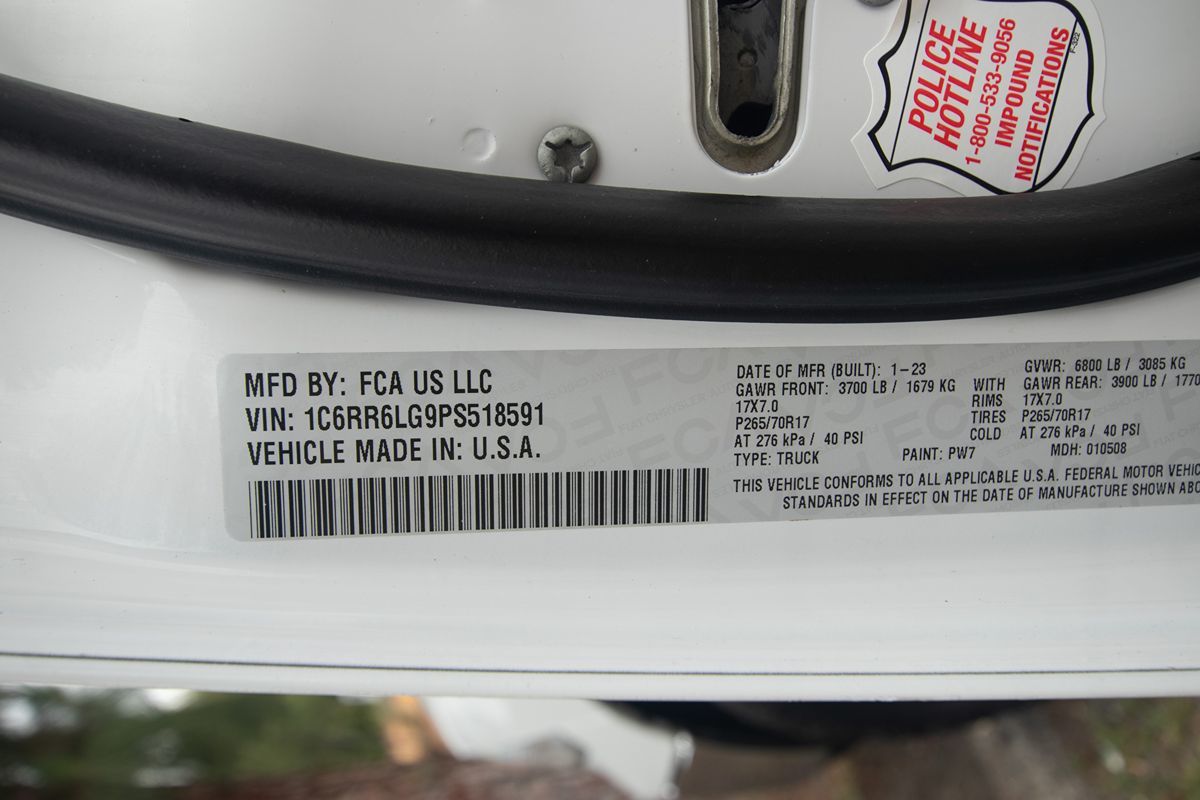 POLICE
HOTLINE
1-800-533-9056
IMPOUND
NOTIFICATIONS
F-522
MFD BY: FCA US LLC
VIN: 1C6RR6LG9PS518591
VEHICLE MADE IN: U.S.A.
DATE OF MFR (BUILT): 1-23 GVWR: 6800 LB / 3085 KG
GAWR FRONT: 3700 LB / 1679 KG WITH GAWR REAR: 3900 LB / 1770
17X7.0 RIMS 17X7.0
P265/70R17 TIRES P265/70R17
AT 276 kPa / 40 PSI COLD AT 276 kPa / 40 PSI
TYPE: TRUCK PAINT: PW7 MDH: 010508
THIS VEHICLE CONFORMS TO ALL APPLICABLE U.S.A. FEDERAL MOTOR VEHIC
STANDARDS IN EFFECT ON THE DATE OF MANUFACTURE SHOWN ABO